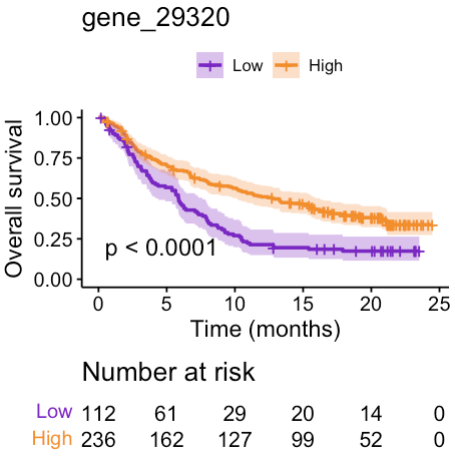 gene_29320
Low High
Overall survival
1.00
0.75
0.50
0.25
0.00
p < 0.0001
0 5 10 15 20 25
Time (months)
Number at risk
Low 112 61 29 20 14 0
High 236 162 127 99 52 0